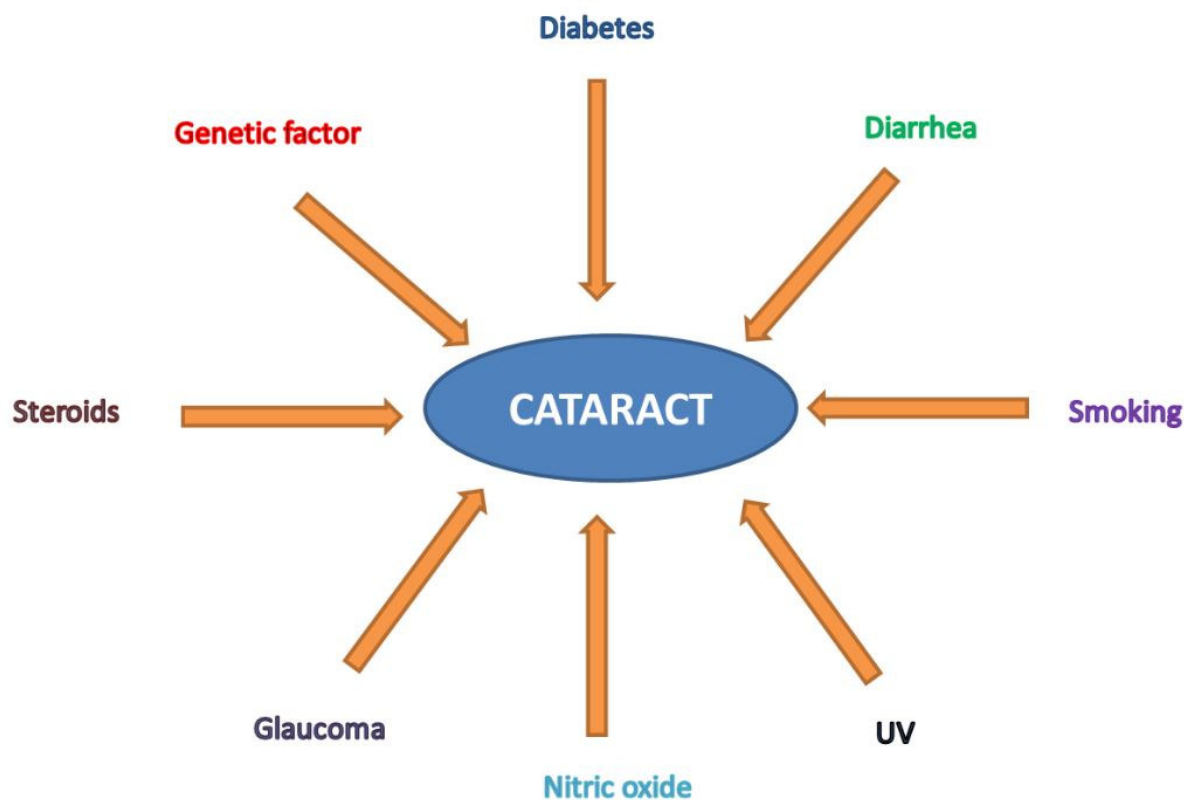 Diabetes
Genetic factor
Diarrhea
Steroids
CATARACT
Smoking
Glaucoma
UV
Nitric oxide